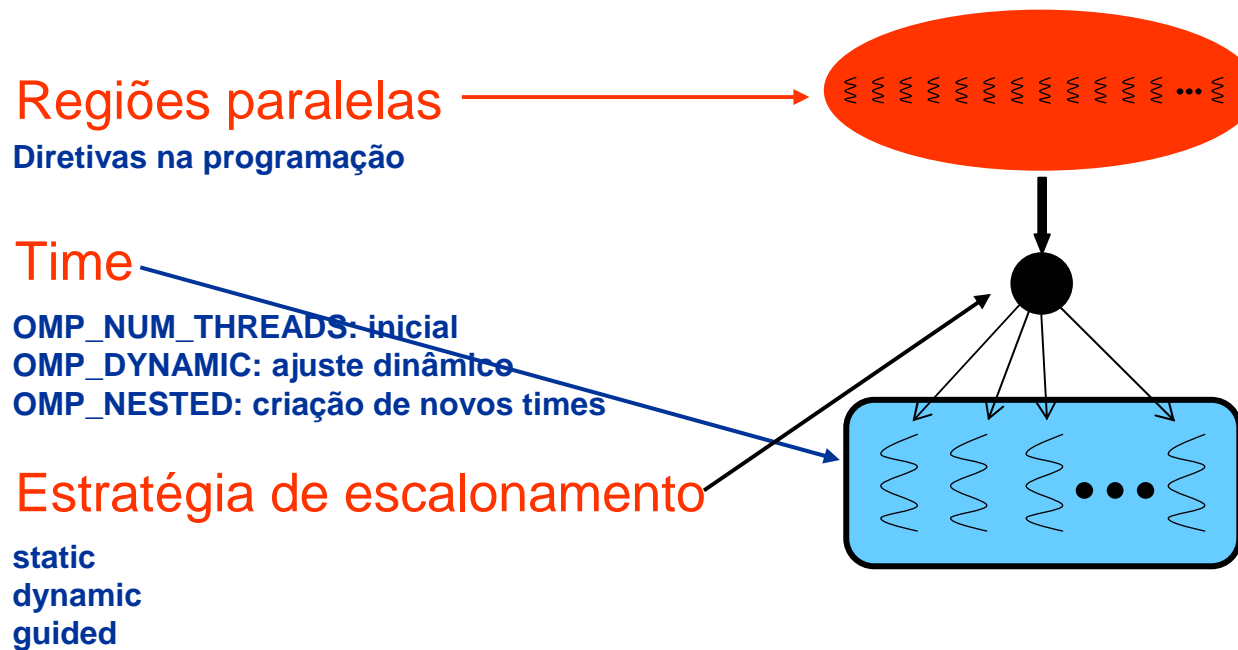 Regiões paralelas
Diretivas na programação
Time
OMP_NUM_THREADS: inicial
OMP_DYNAMIC: ajuste dinâmico
OMP_NESTED: criação de novos times
Estratégia de escalonamento
static
dynamic
guided